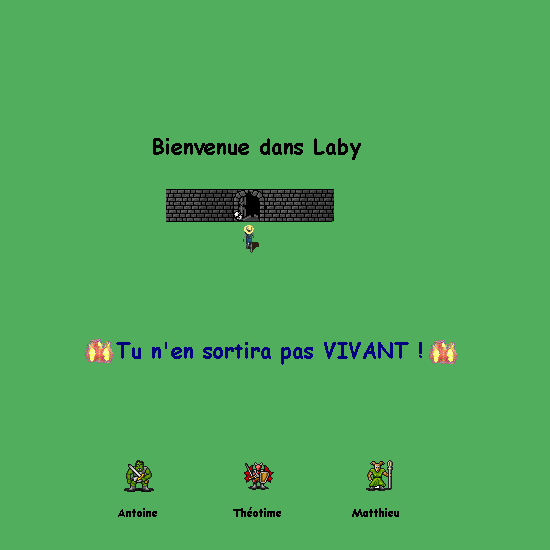 Bienvenue dans Laby
Tu n'en sortira pas VIVANT !
Antoine Théotime Matthieu